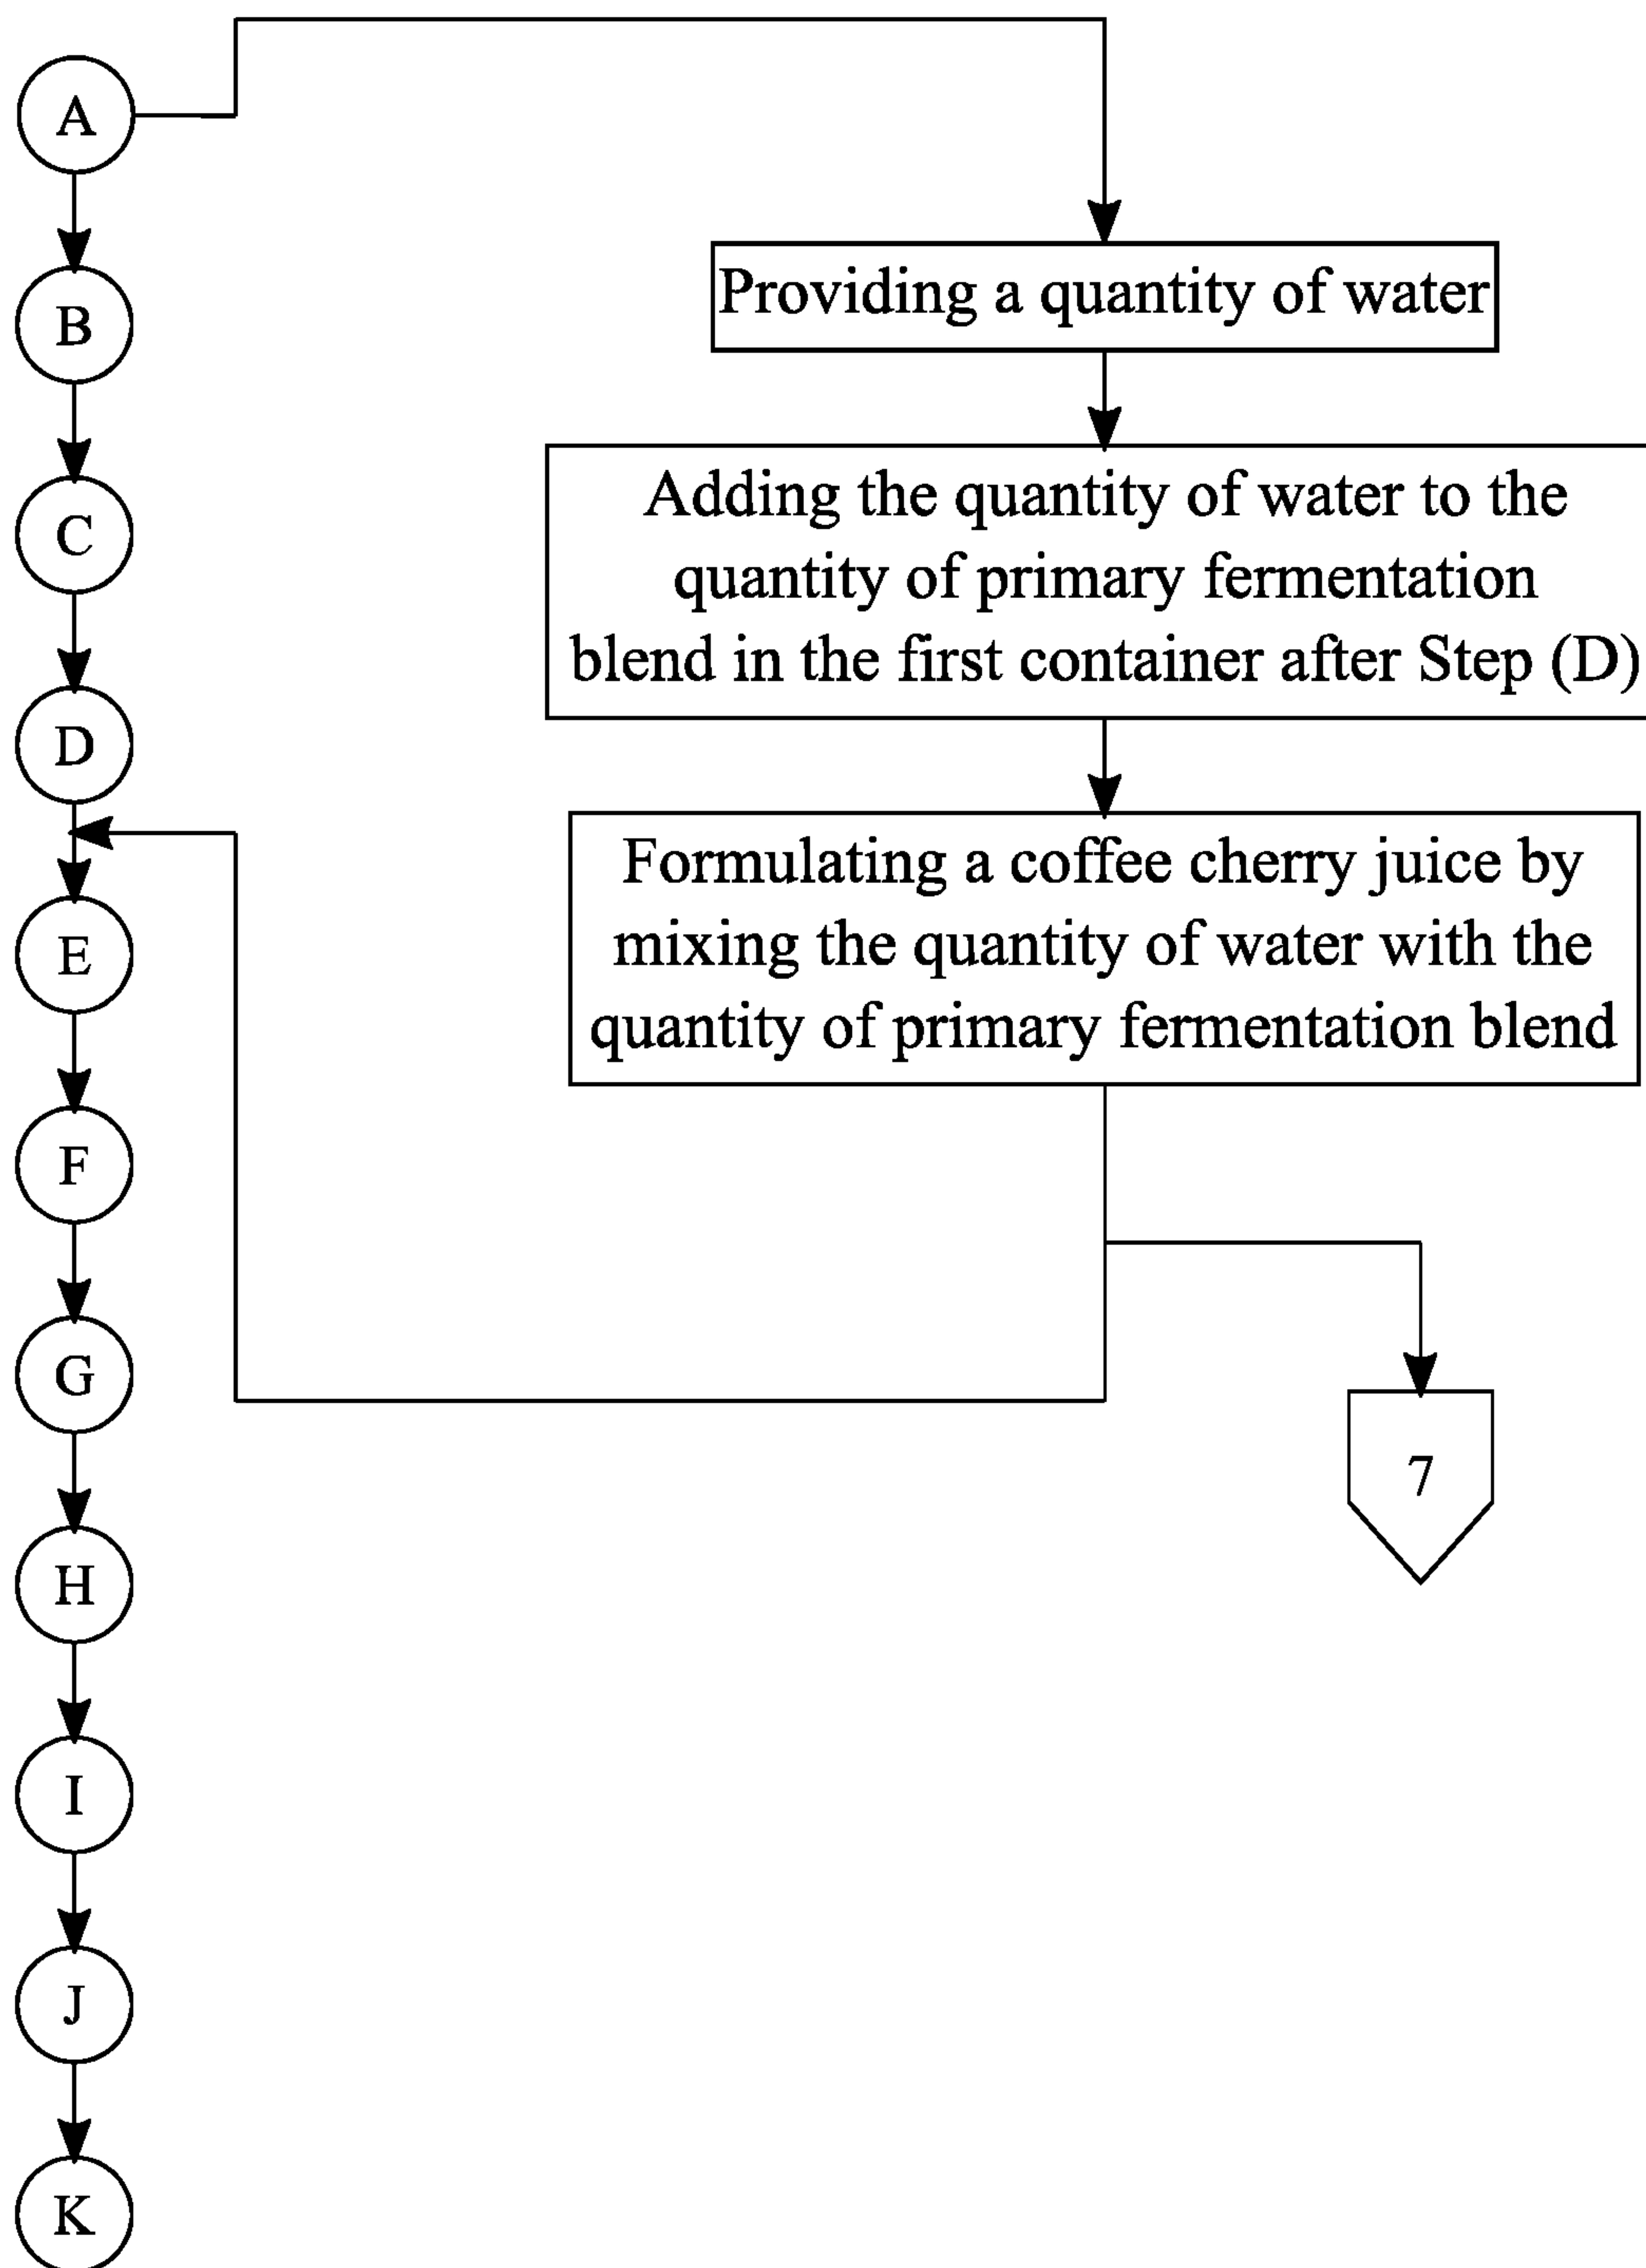 A
B
C
D
E
F
G
H
I
J
K
Providing a quantity of water
Adding the quantity of water to the
quantity of primary fermentation
blend in the first container after Step (D)
Formulating a coffee cherry juice by
mixing the quantity of water with the
quantity of primary fermentation blend
7